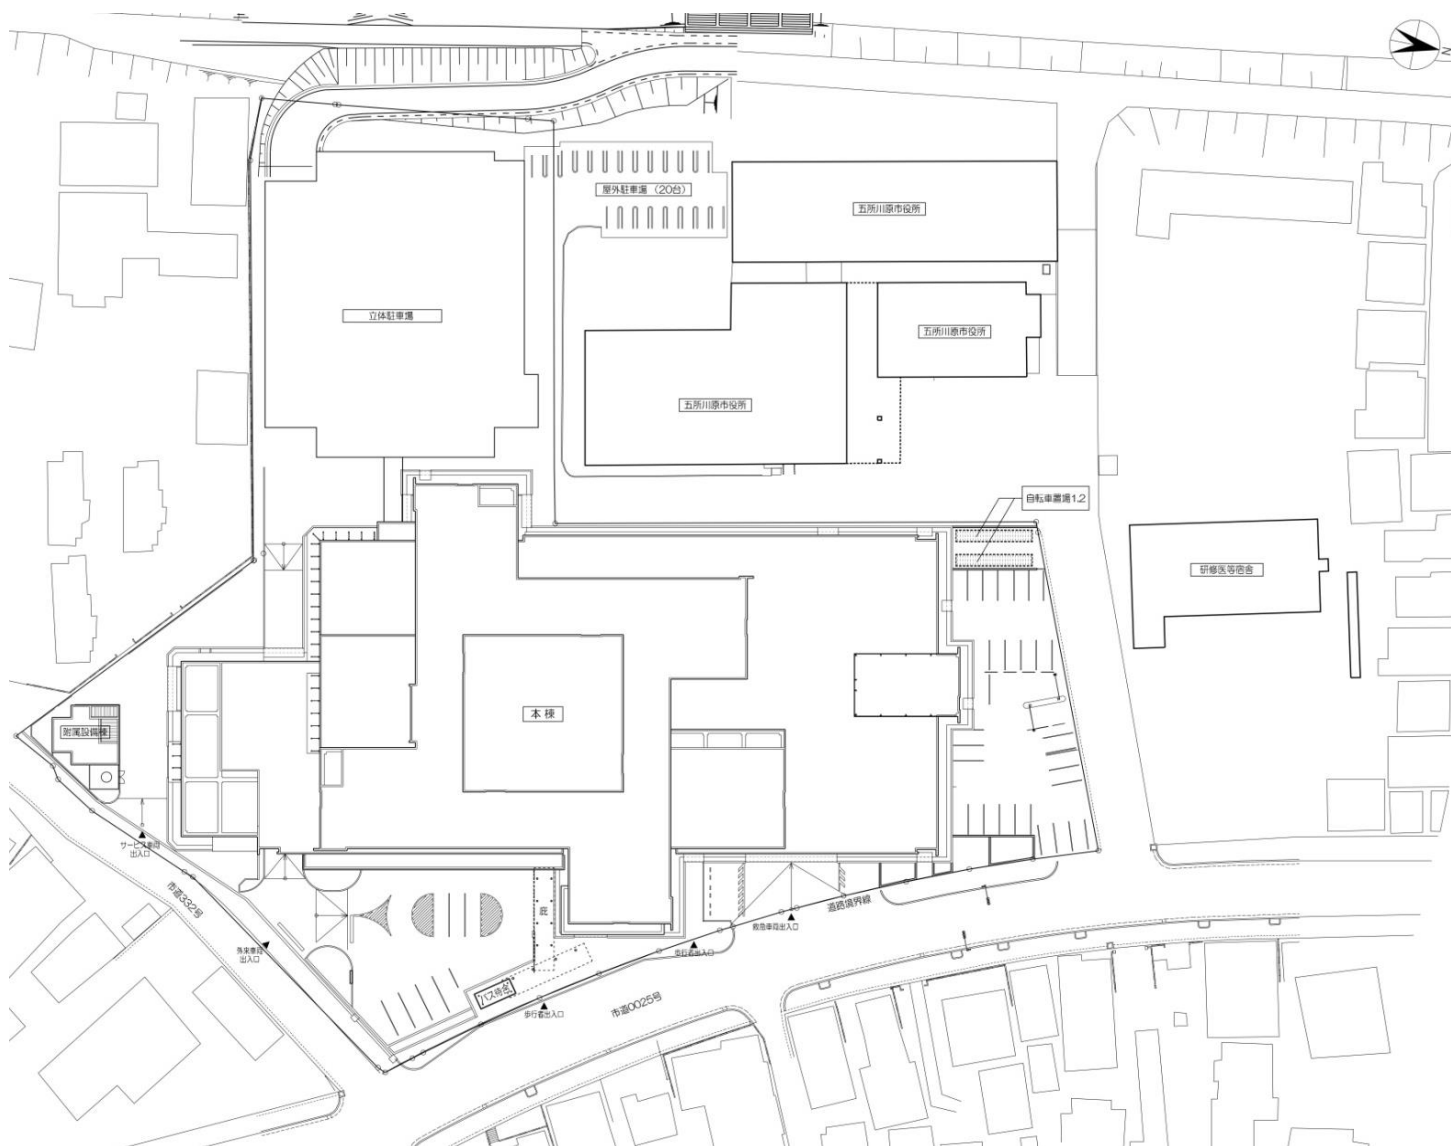 N
屋外駐車場 (20台)
五所川原市役所
立体駐車場
五所川原市役所
五所川原市役所
自転車置場1.2
研修医等宿舎
本棟
附属設備棟
サービス車両
出入口
市道332号
外来車両
出入口
庇
バス待合
歩行者出入口
歩行者出入口
救急車両出入口
道路境界線
市道0025号